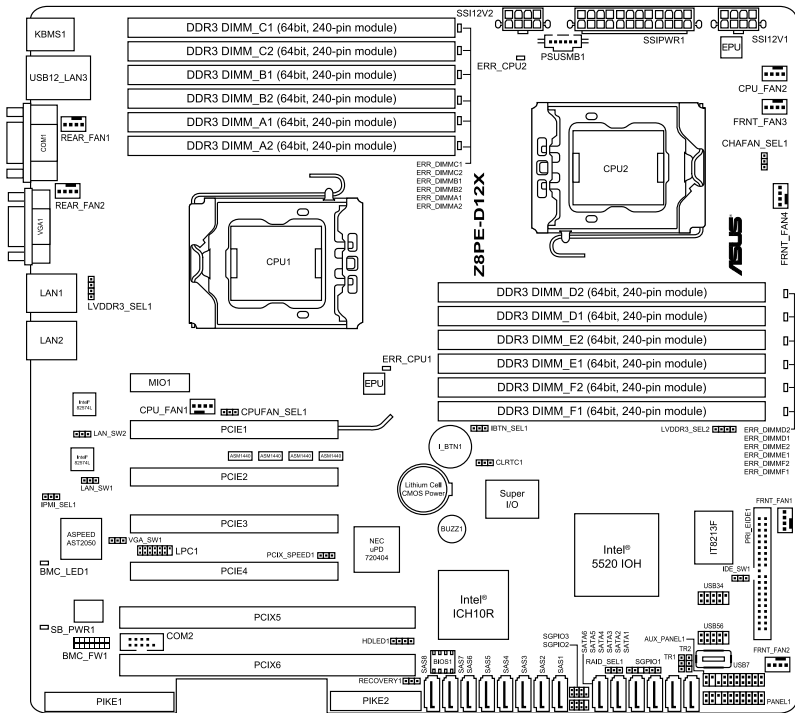 SSI12V2
KBMS1
DDR3 DIMM_C1 (64bit, 240-pin module)
SSIPWR1
EPU
SSI12V1
DDR3 DIMM_C2 (64bit, 240-pin module)
PSUSMB1
ERR_CPU2
USB12_LAN3
DDR3 DIMM_B1 (64bit, 240-pin module)
CPU_FAN2
DDR3 DIMM_B2 (64bit, 240-pin module)
FRNT_FAN3
COM1
REAR_FAN1
DDR3 DIMM_A1 (64bit, 240-pin module)
DDR3 DIMM_A2 (64bit, 240-pin module)
CHAFAN_SEL1
ERR_DIMMC1
ERR_DIMMC2
ERR_DIMMB1
ERR_DIMMB2
ERR_DIMMA1
ERR_DIMMA2
CPU2
REAR_FAN2
VGA1
Z8PE-D12X
ASUS
FRNT_FAN4
CPU1
LAN1
LVDDR3_SEL1
LAN2
DDR3 DIMM_D2 (64bit, 240-pin module)
DDR3 DIMM_D1 (64bit, 240-pin module)
DDR3 DIMM_E2 (64bit, 240-pin module)
DDR3 DIMM_E1 (64bit, 240-pin module)
DDR3 DIMM_F2 (64bit, 240-pin module)
DDR3 DIMM_F1 (64bit, 240-pin module)
ERR_CPU1
MIO1
EPU
Intel®
82574L
CPU_FAN1
CPUFAN_SEL1
LAN_SW2
PCIE1
IBTN_SEL1
LVDDR3_SEL2
ERR_DIMMD2
ERR_DIMMD1
ERR_DIMME2
ERR_DIMME1
ERR_DIMMF2
ERR_DIMMF1
I_BTN1
Intel®
82574L
ASM1440 ASM1440 ASM1440 ASM1440
CLRTC1
LAN_SW1
PCIE2
Lithium Cell
CMOS Power
Super
I/O
IPMI_SEL1
FRNT_FAN1
PRI_EIDE1
ASPEED
AST2050
PCIE3
BUZZ1
VGA_SW1
LPC1
PCIX_SPEED1
NEC
uPD
720404
Intel®
5520 IOH
IT8213F
BMC_LED1
PCIE4
IDE_SW1
USB34
Intel®
ICH10R
PCIX5
SB_PWR1
COM2
BMC_FW1
HDLED1
USB56
AUX_PANEL1
SGPIO3
SGPIO2
SATA6
SATA5
SATA4
SATA3
SATA2
SATA1
TR2
TR1
FRNT_FAN2
PCIX6
SAS8
BIOS1
SAS7
SAS6
SAS5
SAS4
SAS3
SAS2
SAS1
RAID_SEL1
SGPIO1
USB7
RECOVERY1
PIKE1
PIKE2
PANEL1